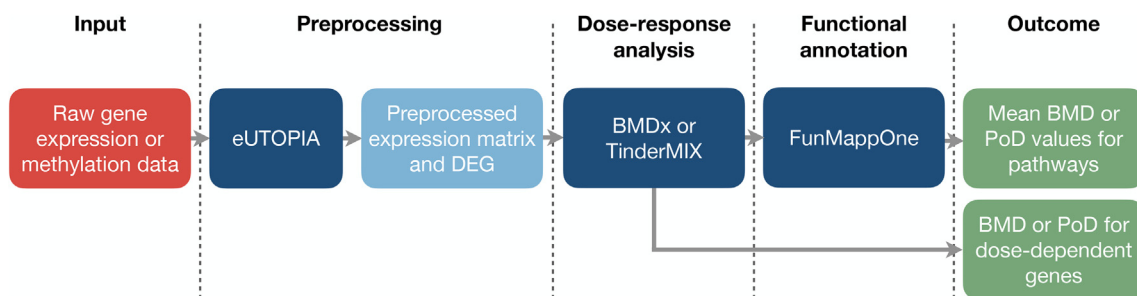 Input
Preprocessing
Dose-response
analysis
Functional
annotation
Outcome
Raw gene
expression or
methylation data
eUTOPIA
Preprocessed
expression matrix
and DEG
BMDx or
TinderMIX
FunMappOne
Mean BMD or
PoD values for
pathways
BMD or PoD for
dose-dependent
genes